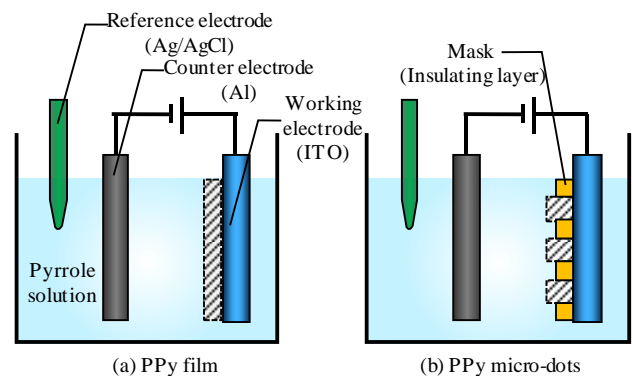 Reference electrode
(Ag/AgCl)
Counter electrode
(Al)
Working
electrode
(ITO)
Pyrrole
solution
(a) PPy film
Mask
(Insulating layer)
(b) PPy micro-dots